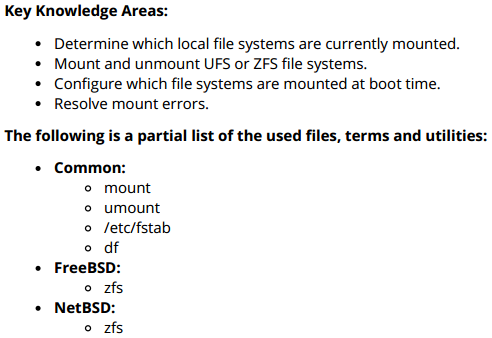 Key Knowledge Areas:
• Determine which local file systems are currently mounted.
• Mount and unmount UFS or ZFS file systems.
• Configure which file systems are mounted at boot time.
• Resolve mount errors.
The following is a partial list of the used files, terms and utilities:
• Common:
○ mount
○ umount
○ /etc/fstab
○ df
• FreeBSD:
○ zfs
• NetBSD:
○ zfs